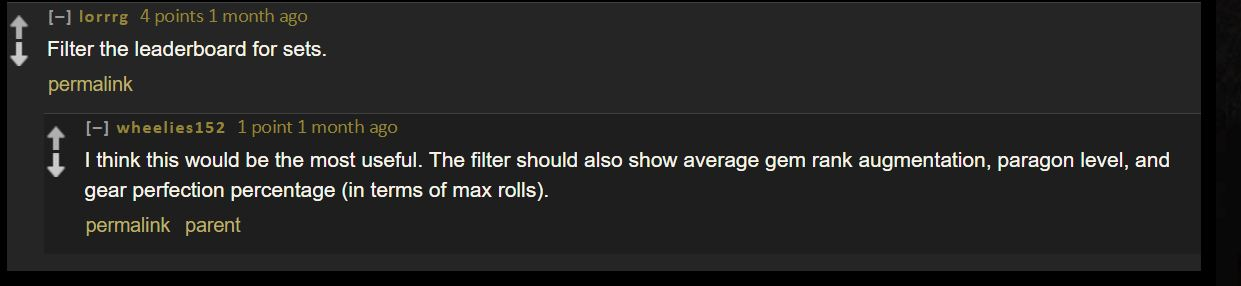 [–] lorrrg 4 points 1 month ago
Filter the leaderboard for sets.
permalink
[–] wheelies152 1 point 1 month ago
I think this would be the most useful. The filter should also show average gem rank augmentation, paragon level, and
gear perfection percentage (in terms of max rolls).
permalink parent